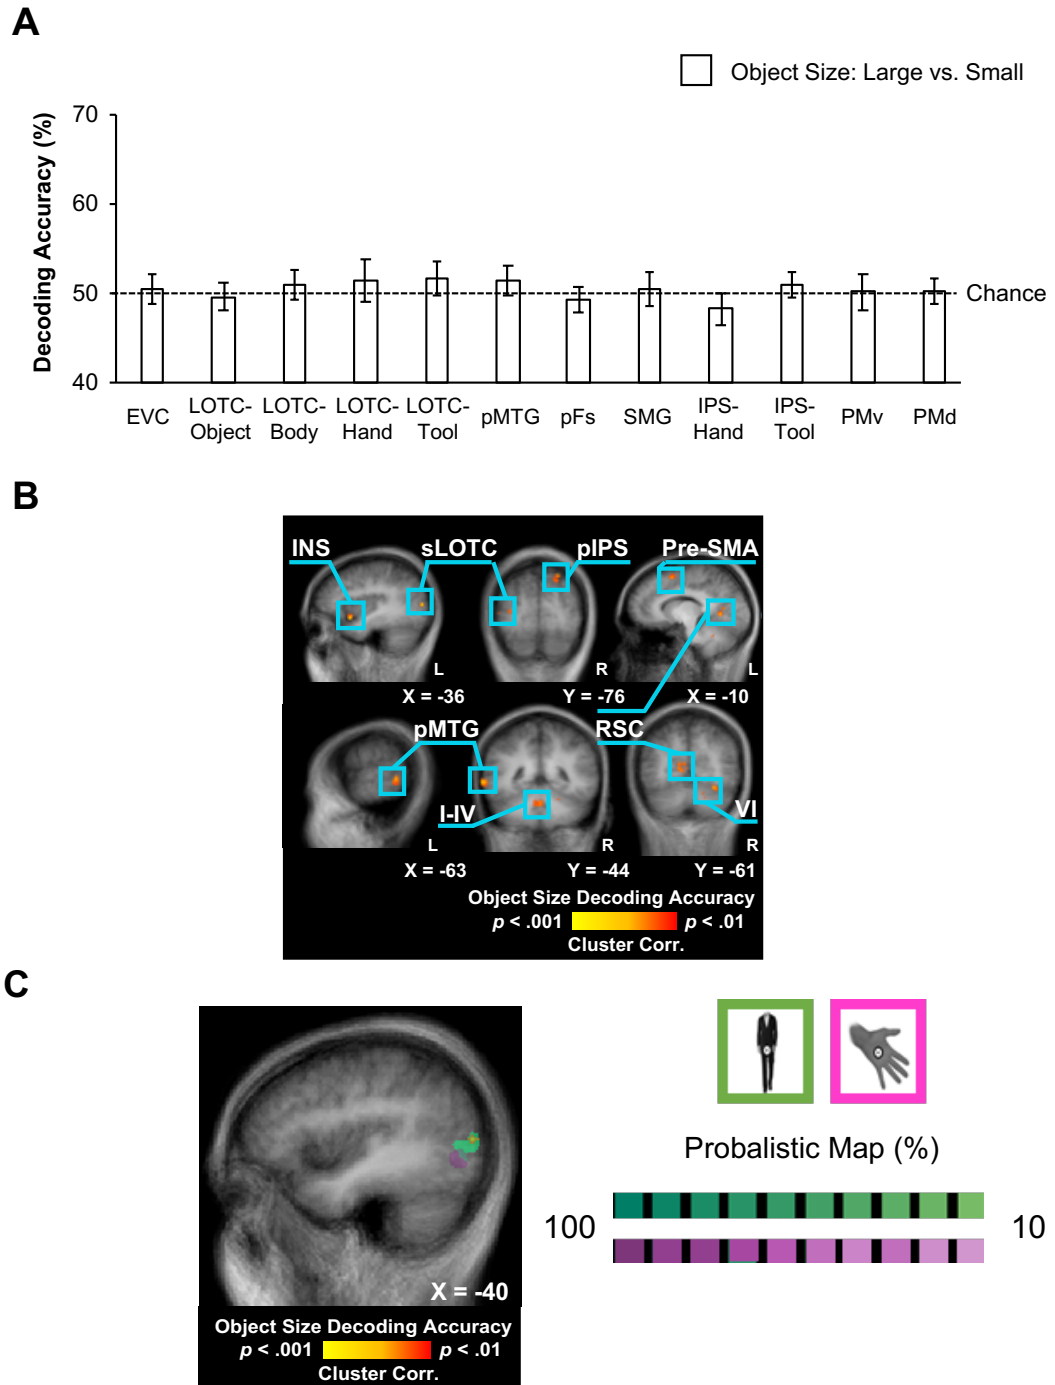 A
Object Size: Large vs. Small
Decoding Accuracy (%)
70
60
50
40
Chance
EVC
LOTC-
Object
LOTC-
Body
LOTC-
Hand
LOTC-
Tool
pMTG
pFs
SMG
IPS-
Hand
IPS-
Tool
PMv
PMd
B
INS
sLOTC
pIPS
Pre-SMA
L
R
L
X = -36
Y = -76
X = -10
pMTG
RSC
I-IV
VI
L
R
R
X = -63
Y = -44
Y = -61
Object Size Decoding Accuracy
p < .001
p < .01
Cluster Corr.
C
X = -40
Object Size Decoding Accuracy
p < .001
p < .01
Cluster Corr.
Probalistic Map (%)
100
10